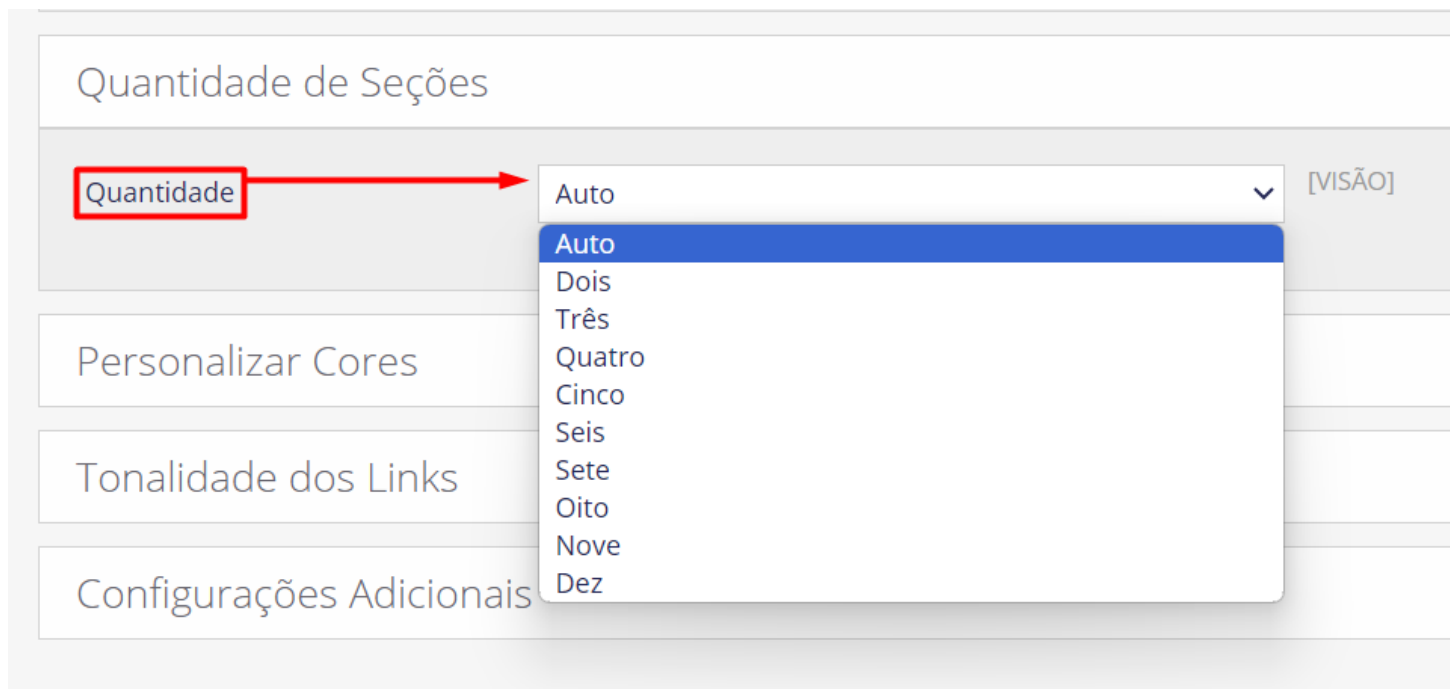 Quantidade de Seções
Quantidade
Auto
[VISÃO]
Auto
Dois
Três
Quatro
Cinco
Seis
Sete
Oito
Nove
Dez
Personalizar Cores
Tonalidade dos Links
Configurações Adicionais